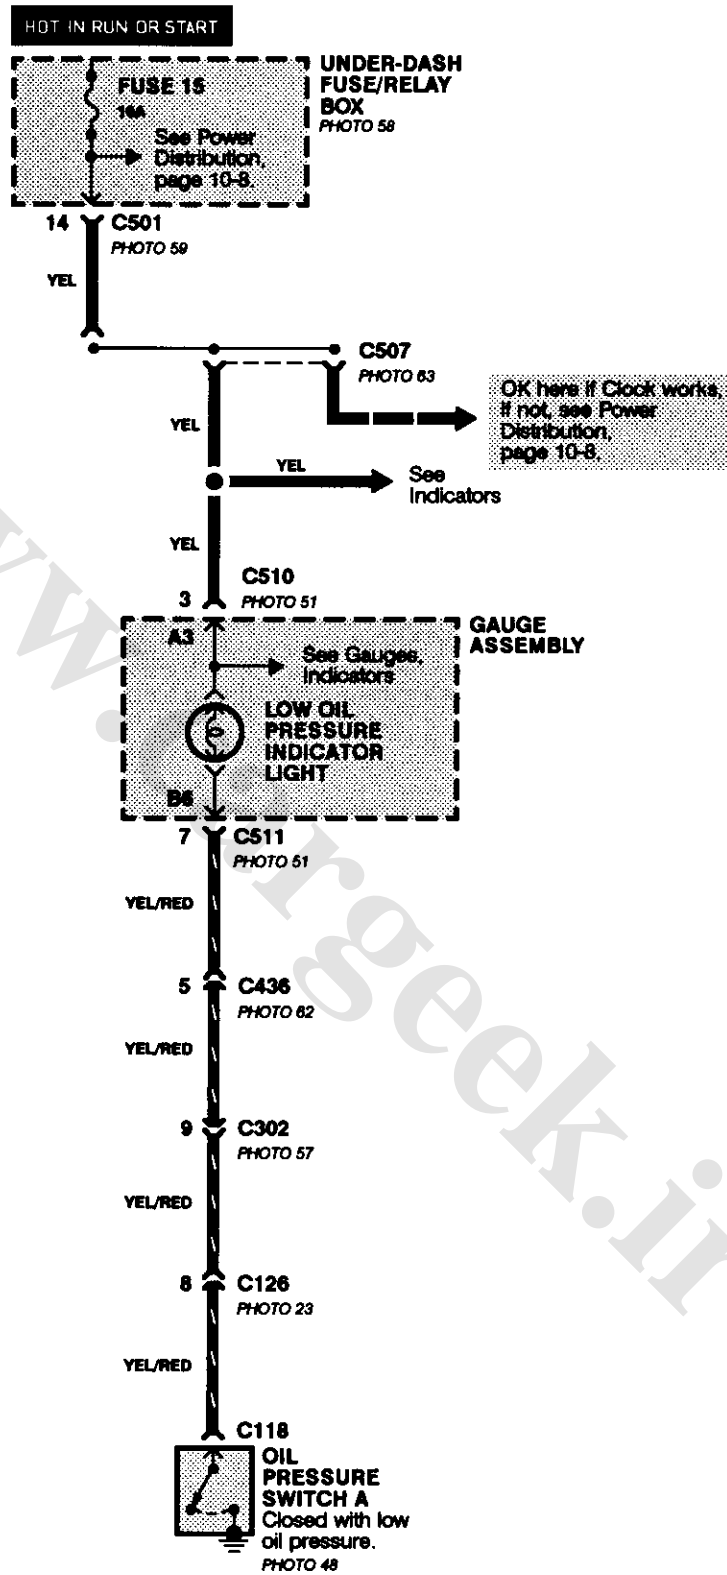 HOT IN RUN OR START
UNDER-DASH
FUSE/RELAY
BOX
PHOTO 58
FUSE 15
10A
See Power
Distribution,
page 10-8.
14
C501
PHOTO 59
YEL
C507
PHOTO 63
OK here if Clock works,
if not, see Power
Distribution,
page 10-8.
YEL
YEL
See
Indicators
YEL
C510
3
PHOTO 51
GAUGE
ASSEMBLY
A3
See Gauges,
Indicators
LOW OIL
PRESSURE
INDICATOR
LIGHT
B6
7
C511
PHOTO 51
YEL/RED
5
C436
PHOTO 62
YEL/RED
9
C302
PHOTO 57
YEL/RED
8
C126
PHOTO 23
YEL/RED
C118
OIL
PRESSURE
SWITCH A
Closed with low
oil pressure.
PHOTO 48